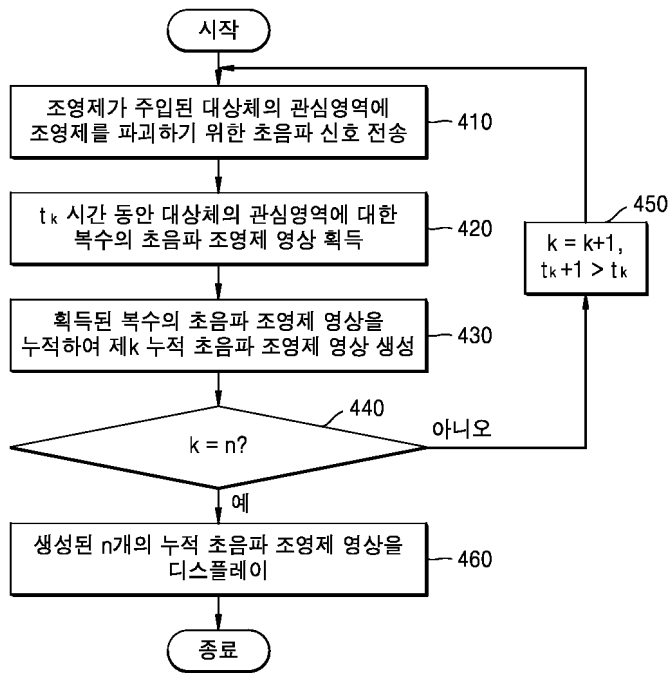 시작
조영제가 주입된 대상체의 관심영역에
조영제를 파괴하기 위한 초음파 신호 전송
410
tₖ 시간 동안 대상체의 관심영역에 대한
복수의 초음파 조영제 영상 획득
420
450
k = k+1,
tₖ+1 > tₖ
획득된 복수의 초음파 조영제 영상을
누적하여 제k 누적 초음파 조영제 영상 생성
430
440
k = n?
아니오
예
생성된 n개의 누적 초음파 조영제 영상을
디스플레이
460
종료